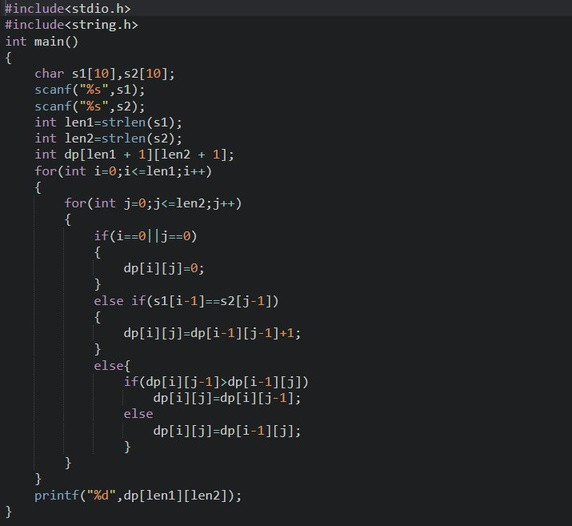 #include<stdio.h>
#include<string.h>
int main()
{
    char s1[10],s2[10];
    scanf("%s",s1);
    scanf("%s",s2);
    int len1=strlen(s1);
    int len2=strlen(s2);
    int dp[len1 + 1][len2 + 1];
    for(int i=0;i<=len1;i++)
    {
        for(int j=0;j<=len2;j++)
        {
            if(i==0||j==0)
            {
                dp[i][j]=0;
            }
            else if(s1[i-1]==s2[j-1])
            {
                dp[i][j]=dp[i-1][j-1]+1;
            }
            else{
                if(dp[i][j-1]>dp[i-1][j])
                    dp[i][j]=dp[i][j-1];
                else
                    dp[i][j]=dp[i-1][j];
                }
        }
    }
    printf("%d",dp[len1][len2]);
}